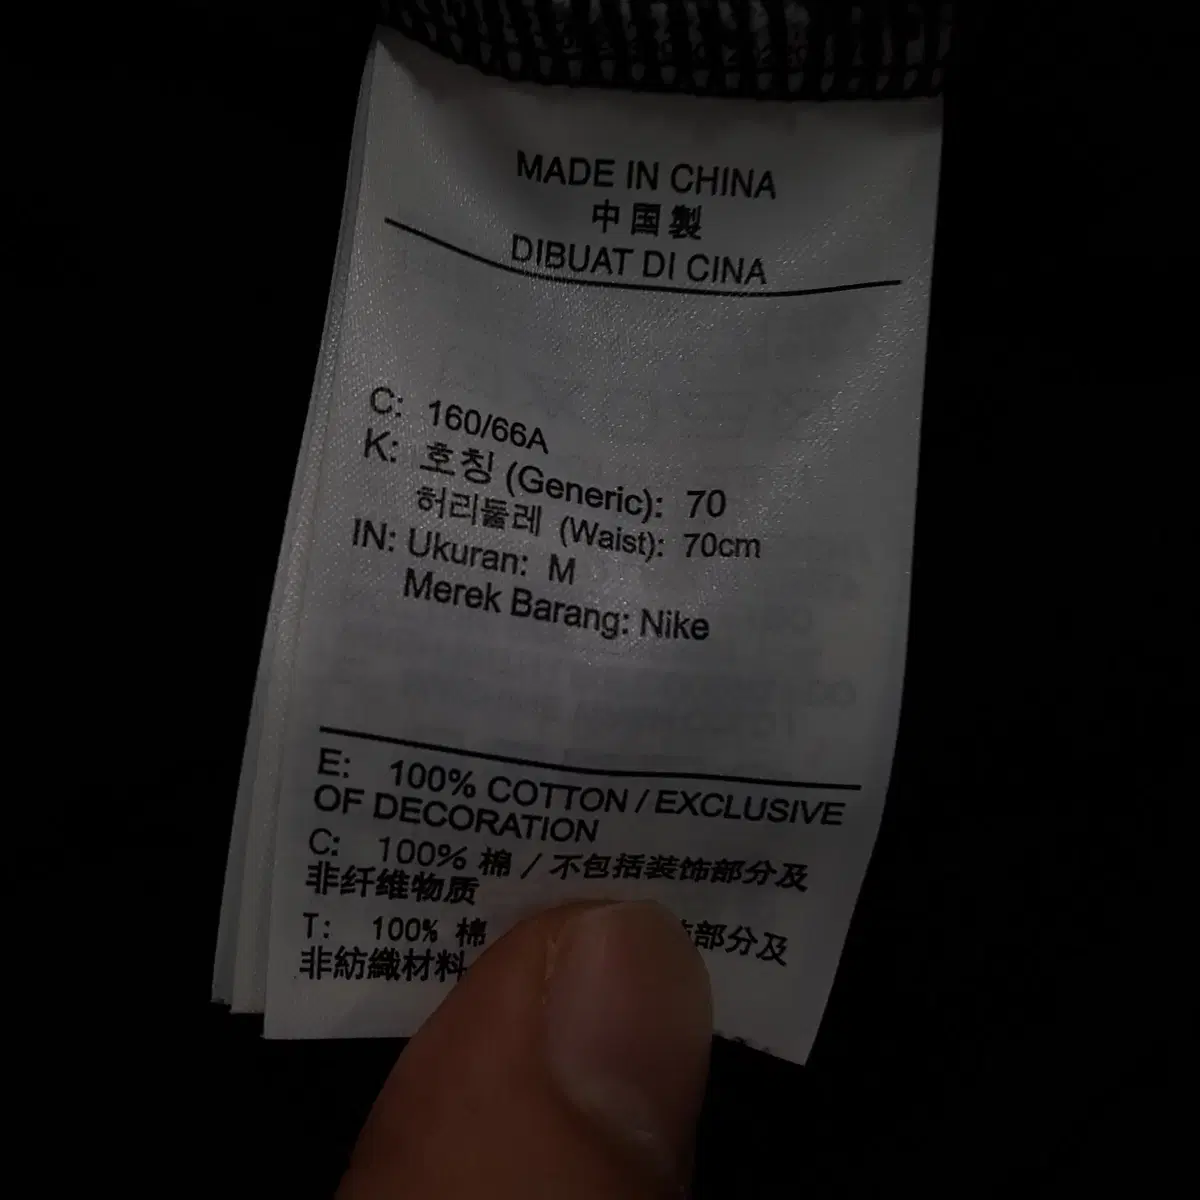 MADE IN CHINA
中国製
DIBUAT DI CINA
C: 160/66A
K: 호칭 (Generic): 70
허리둘레 (Waist): 70cm
IN: Ukuran: M
Merek Barang: Nike
E: 100% COTTON / EXCLUSIVE
OF DECORATION
C: 100% 棉 / 不包括装饰部分及
非纤维物质
T: 100% 棉 部分及
非紡織材料